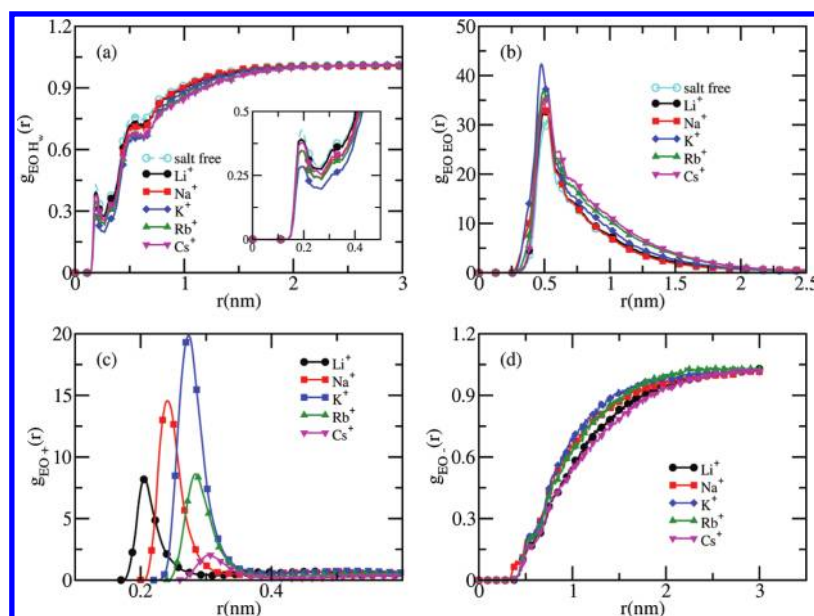 (a)
1.2
0.9
0.6
0.3
0
g_EO H_w(r)
salt free
Li⁺
Na⁺
K⁺
Rb⁺
Cs⁺
0.5
0.25
0
0 0.2 0.4
0 1 2 3
r(nm)
(b)
50
40
30
20
10
0
g_EO EO(r)
salt free
Li⁺
Na⁺
K⁺
Rb⁺
Cs⁺
0 0.5 1 1.5 2 2.5
r(nm)
(c)
20
15
10
5
0
g_EO +(r)
Li⁺
Na⁺
K⁺
Rb⁺
Cs⁺
0.2 0.4
r(nm)
(d)
1.2
0.9
0.6
0.3
0
g_EO -(r)
Li⁺
Na⁺
K⁺
Rb⁺
Cs⁺
0 1 2 3
r(nm)